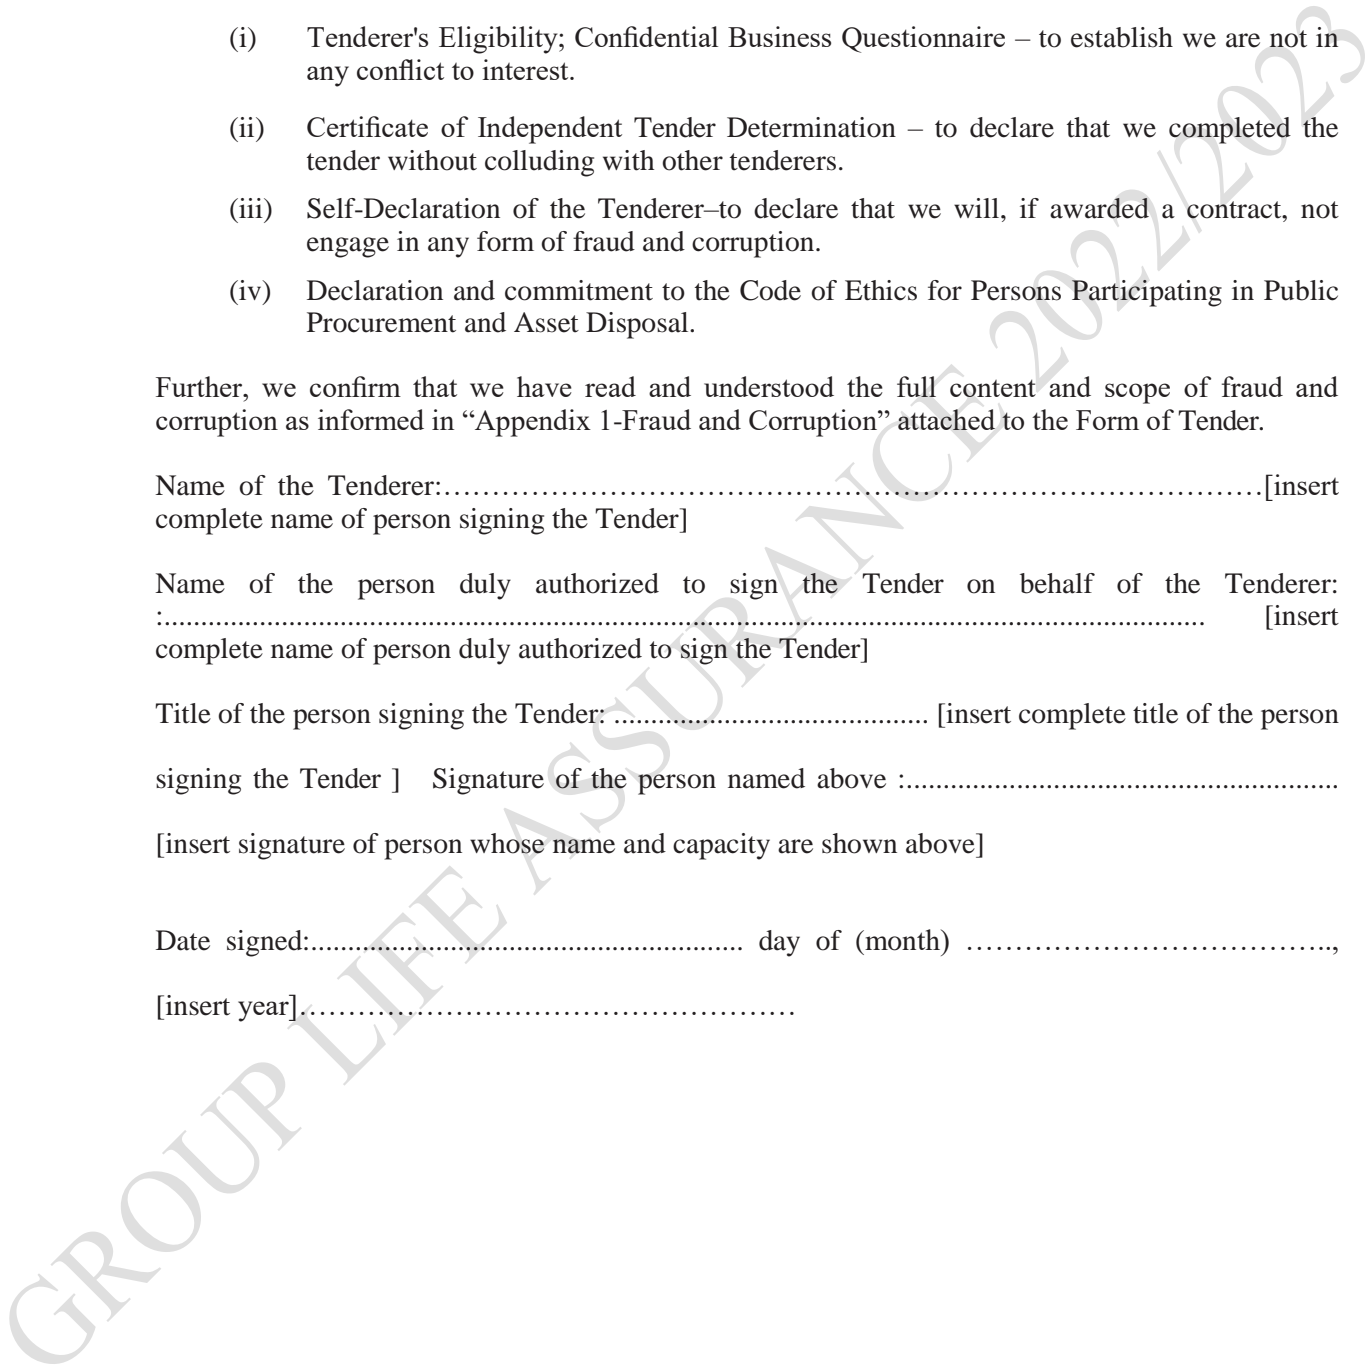 (i) Tenderer's Eligibility; Confidential Business Questionnaire – to establish we are not in
any conflict to interest.
(ii) Certificate of Independent Tender Determination – to declare that we completed the
tender without colluding with other tenderers.
(iii) Self-Declaration of the Tenderer–to declare that we will, if awarded a contract, not
engage in any form of fraud and corruption.
(iv) Declaration and commitment to the Code of Ethics for Persons Participating in Public
Procurement and Asset Disposal.
Further, we confirm that we have read and understood the full content and scope of fraud and
corruption as informed in “Appendix 1-Fraud and Corruption” attached to the Form of Tender.
Name of the Tenderer:…………………………………………………………………………[insert
complete name of person signing the Tender]
Name of the person duly authorized to sign the Tender on behalf of the Tenderer:
:.............................................................................................................................................. [insert
complete name of person duly authorized to sign the Tender]
Title of the person signing the Tender: ........................................... [insert complete title of the person
signing the Tender ] Signature of the person named above :...........................................................
[insert signature of person whose name and capacity are shown above]
Date signed:........................................................... day of (month) ……………………………….,
[insert year]……………………………………………
GROUP LIFE ASSURANCE 2022/2023